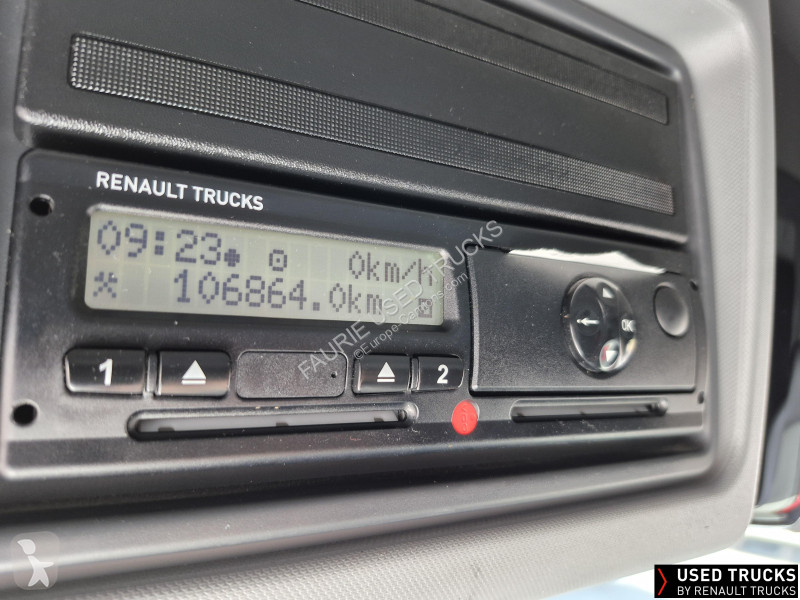 RENAULT TRUCKS
09:23 0km/h
106864.0km
1
2
OK
FAURIE USED TRUCKS
©Europe-Camions.com
USED TRUCKS
BY RENAULT TRUCKS